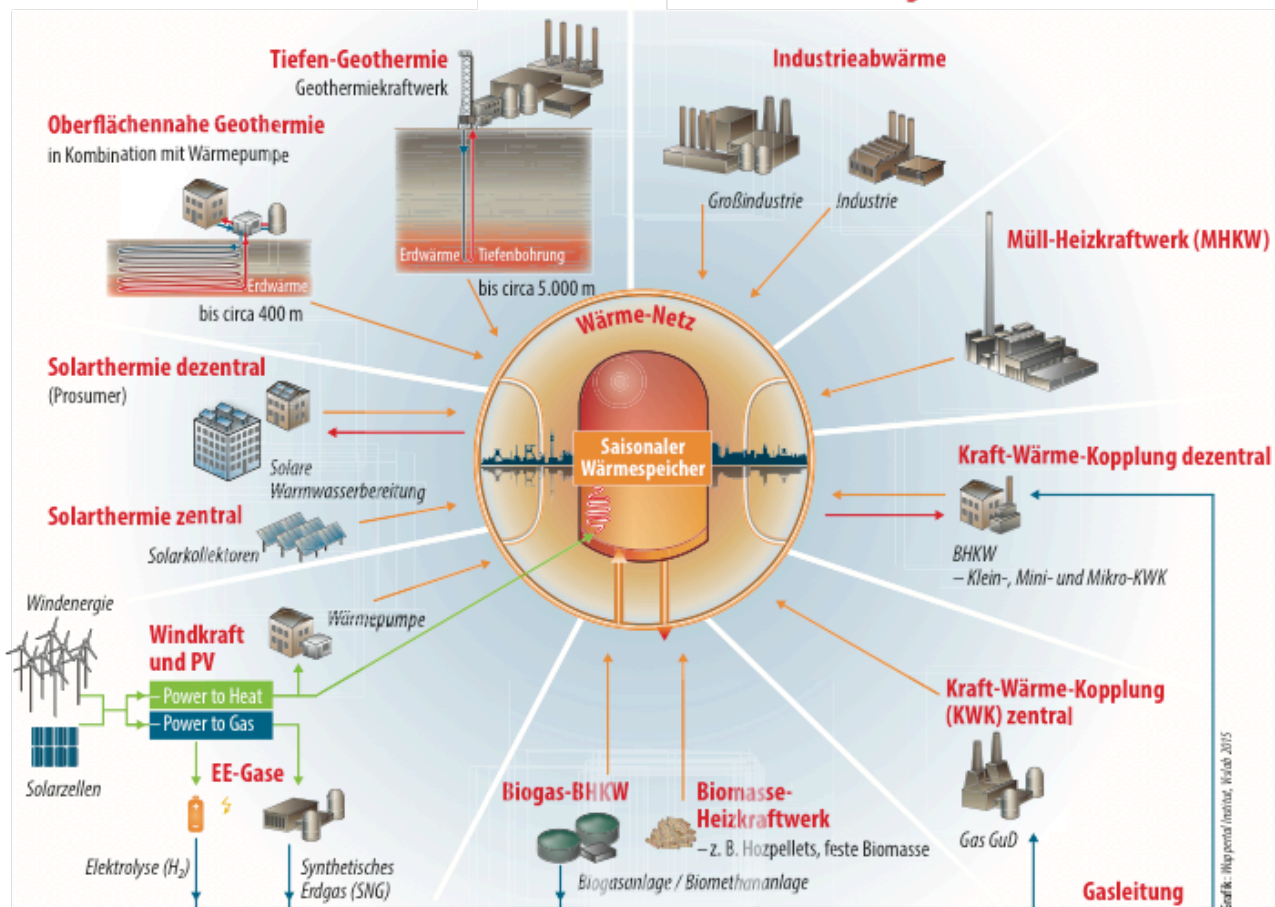 Tiefen-Geothermie
Geothermiekraftwerk
Industrieabwärme
Oberflächennahe Geothermie
in Kombination mit Wärmepumpe
Großindustrie
Industrie
Müll-Heizkraftwerk (MHKW)
Erdwärme
Tiefenbohrung
Erdwärme
bis circa 5.000 m
bis circa 400 m
Wärme-Netz
Solarthermie dezentral
(Prosumer)
Saisonaler
Wärmespeicher
Kraft-Wärme-Kopplung dezentral
Solare
Warmwasserbereitung
Solarthermie zentral
Solarkollektoren
BHKW
– Klein-, Mini- und Mikro-KWK
Windenergie
Wärmepumpe
Windkraft
und PV
– Power to Heat
– Power to Gas
Kraft-Wärme-Kopplung
(KWK) zentral
EE-Gase
Solarzellen
Biogas-BHKW
Biomasse-
Heizkraftwerk
– z. B. Hozpellets, feste Biomasse
Gas GuD
Elektrolyse (H₂)
Synthetisches
Erdgas (SNG)
Biogasanlage / Biomethananlage
Gasleitung
Grafik: Wuppertal Institut, Vislab 2015